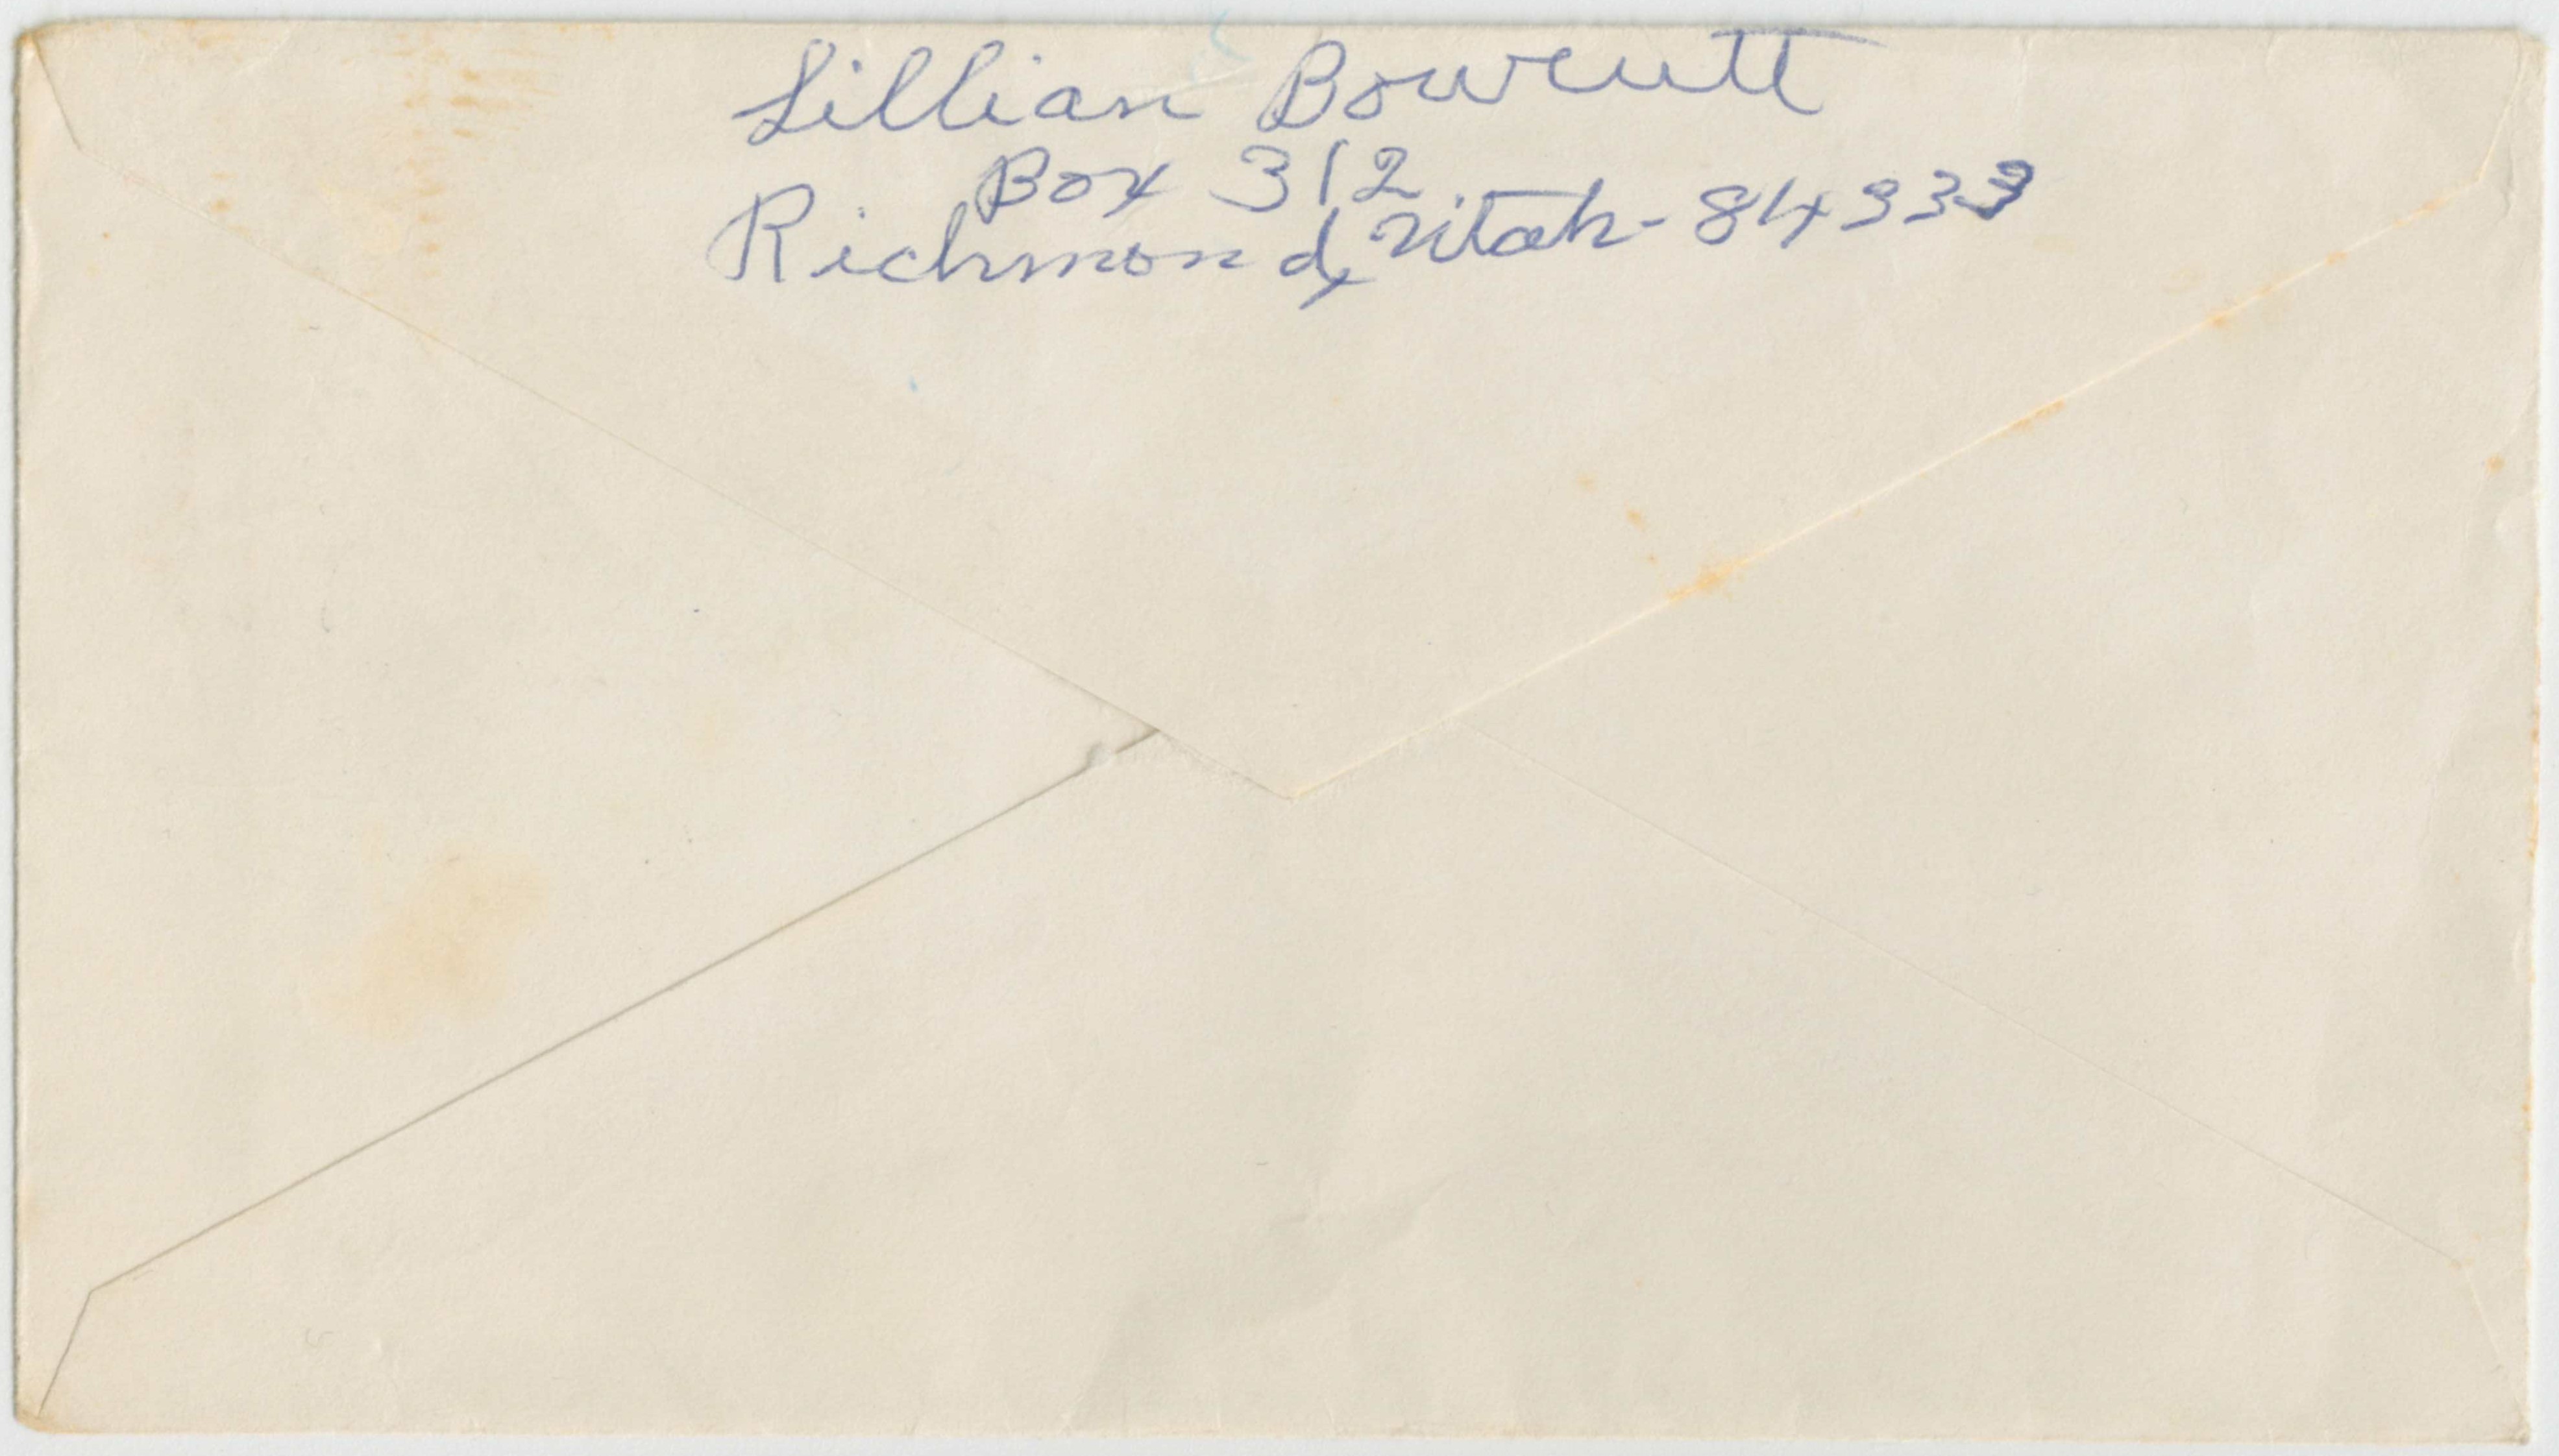 Lillian Bowcutt
Box 312
Richmond, Utah - 84333